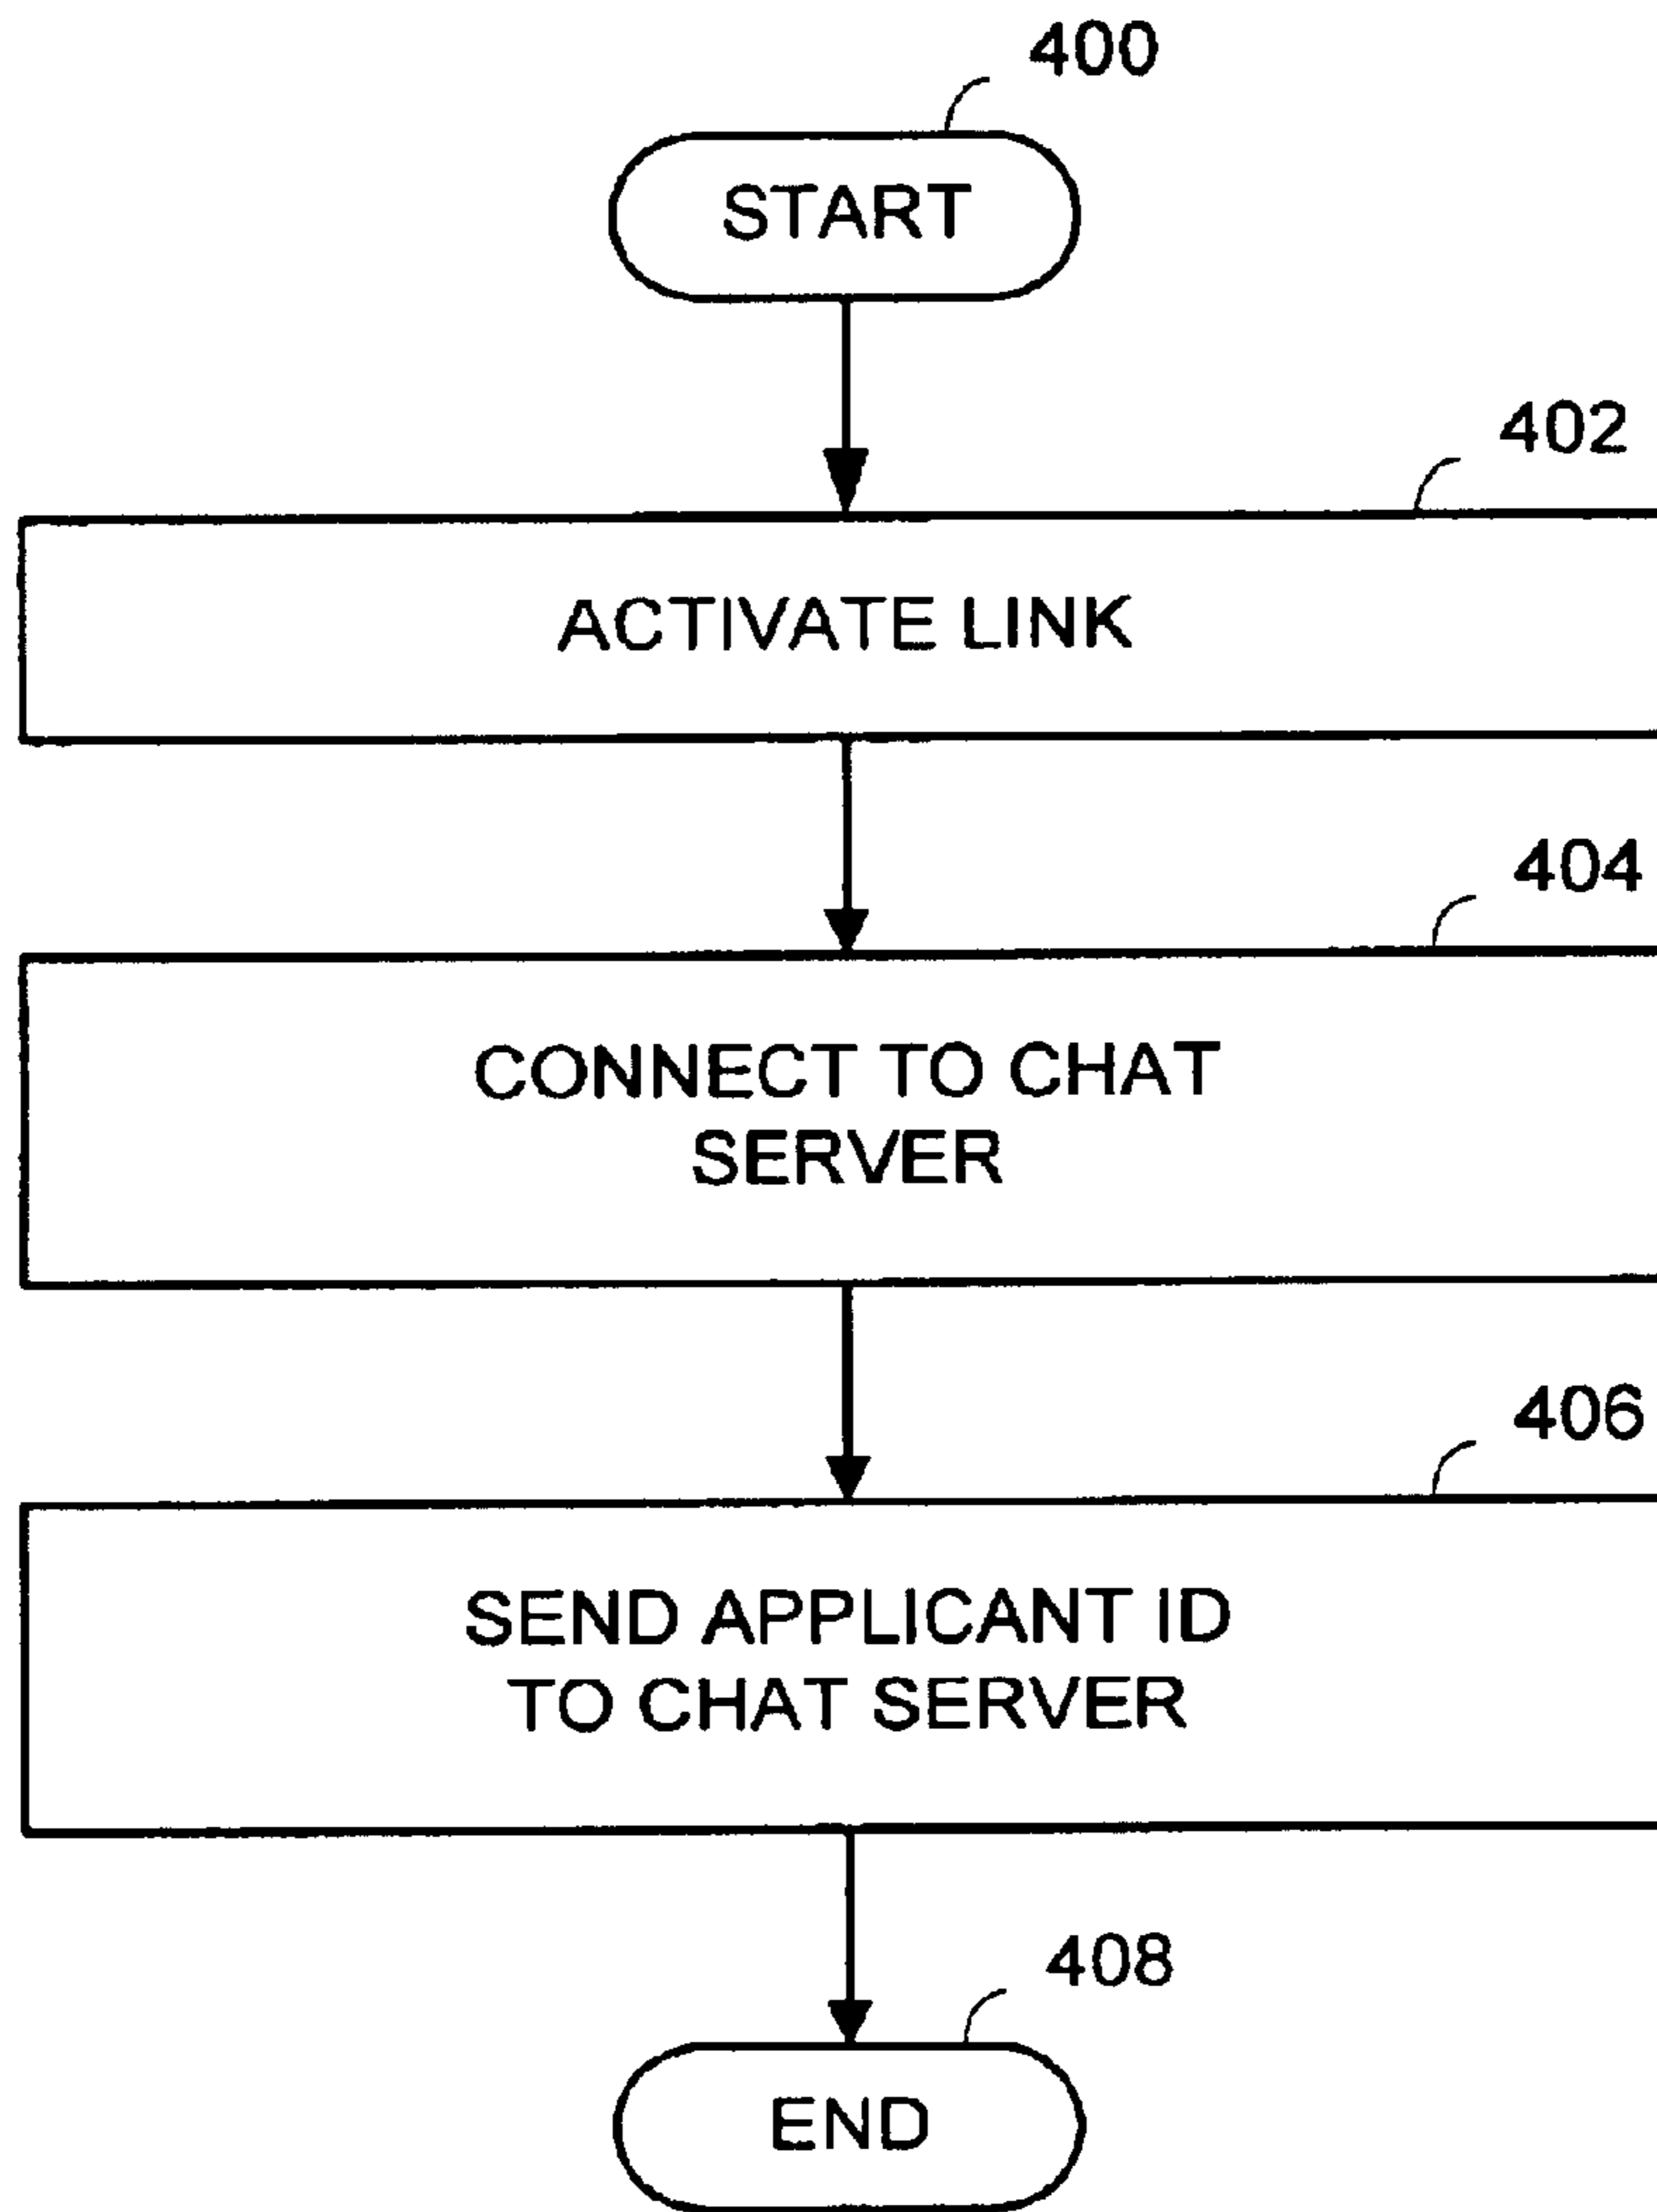 400
START
402
ACTIVATE LINK
404
CONNECT TO CHAT
SERVER
406
SEND APPLICANT ID
TO CHAT SERVER
408
END